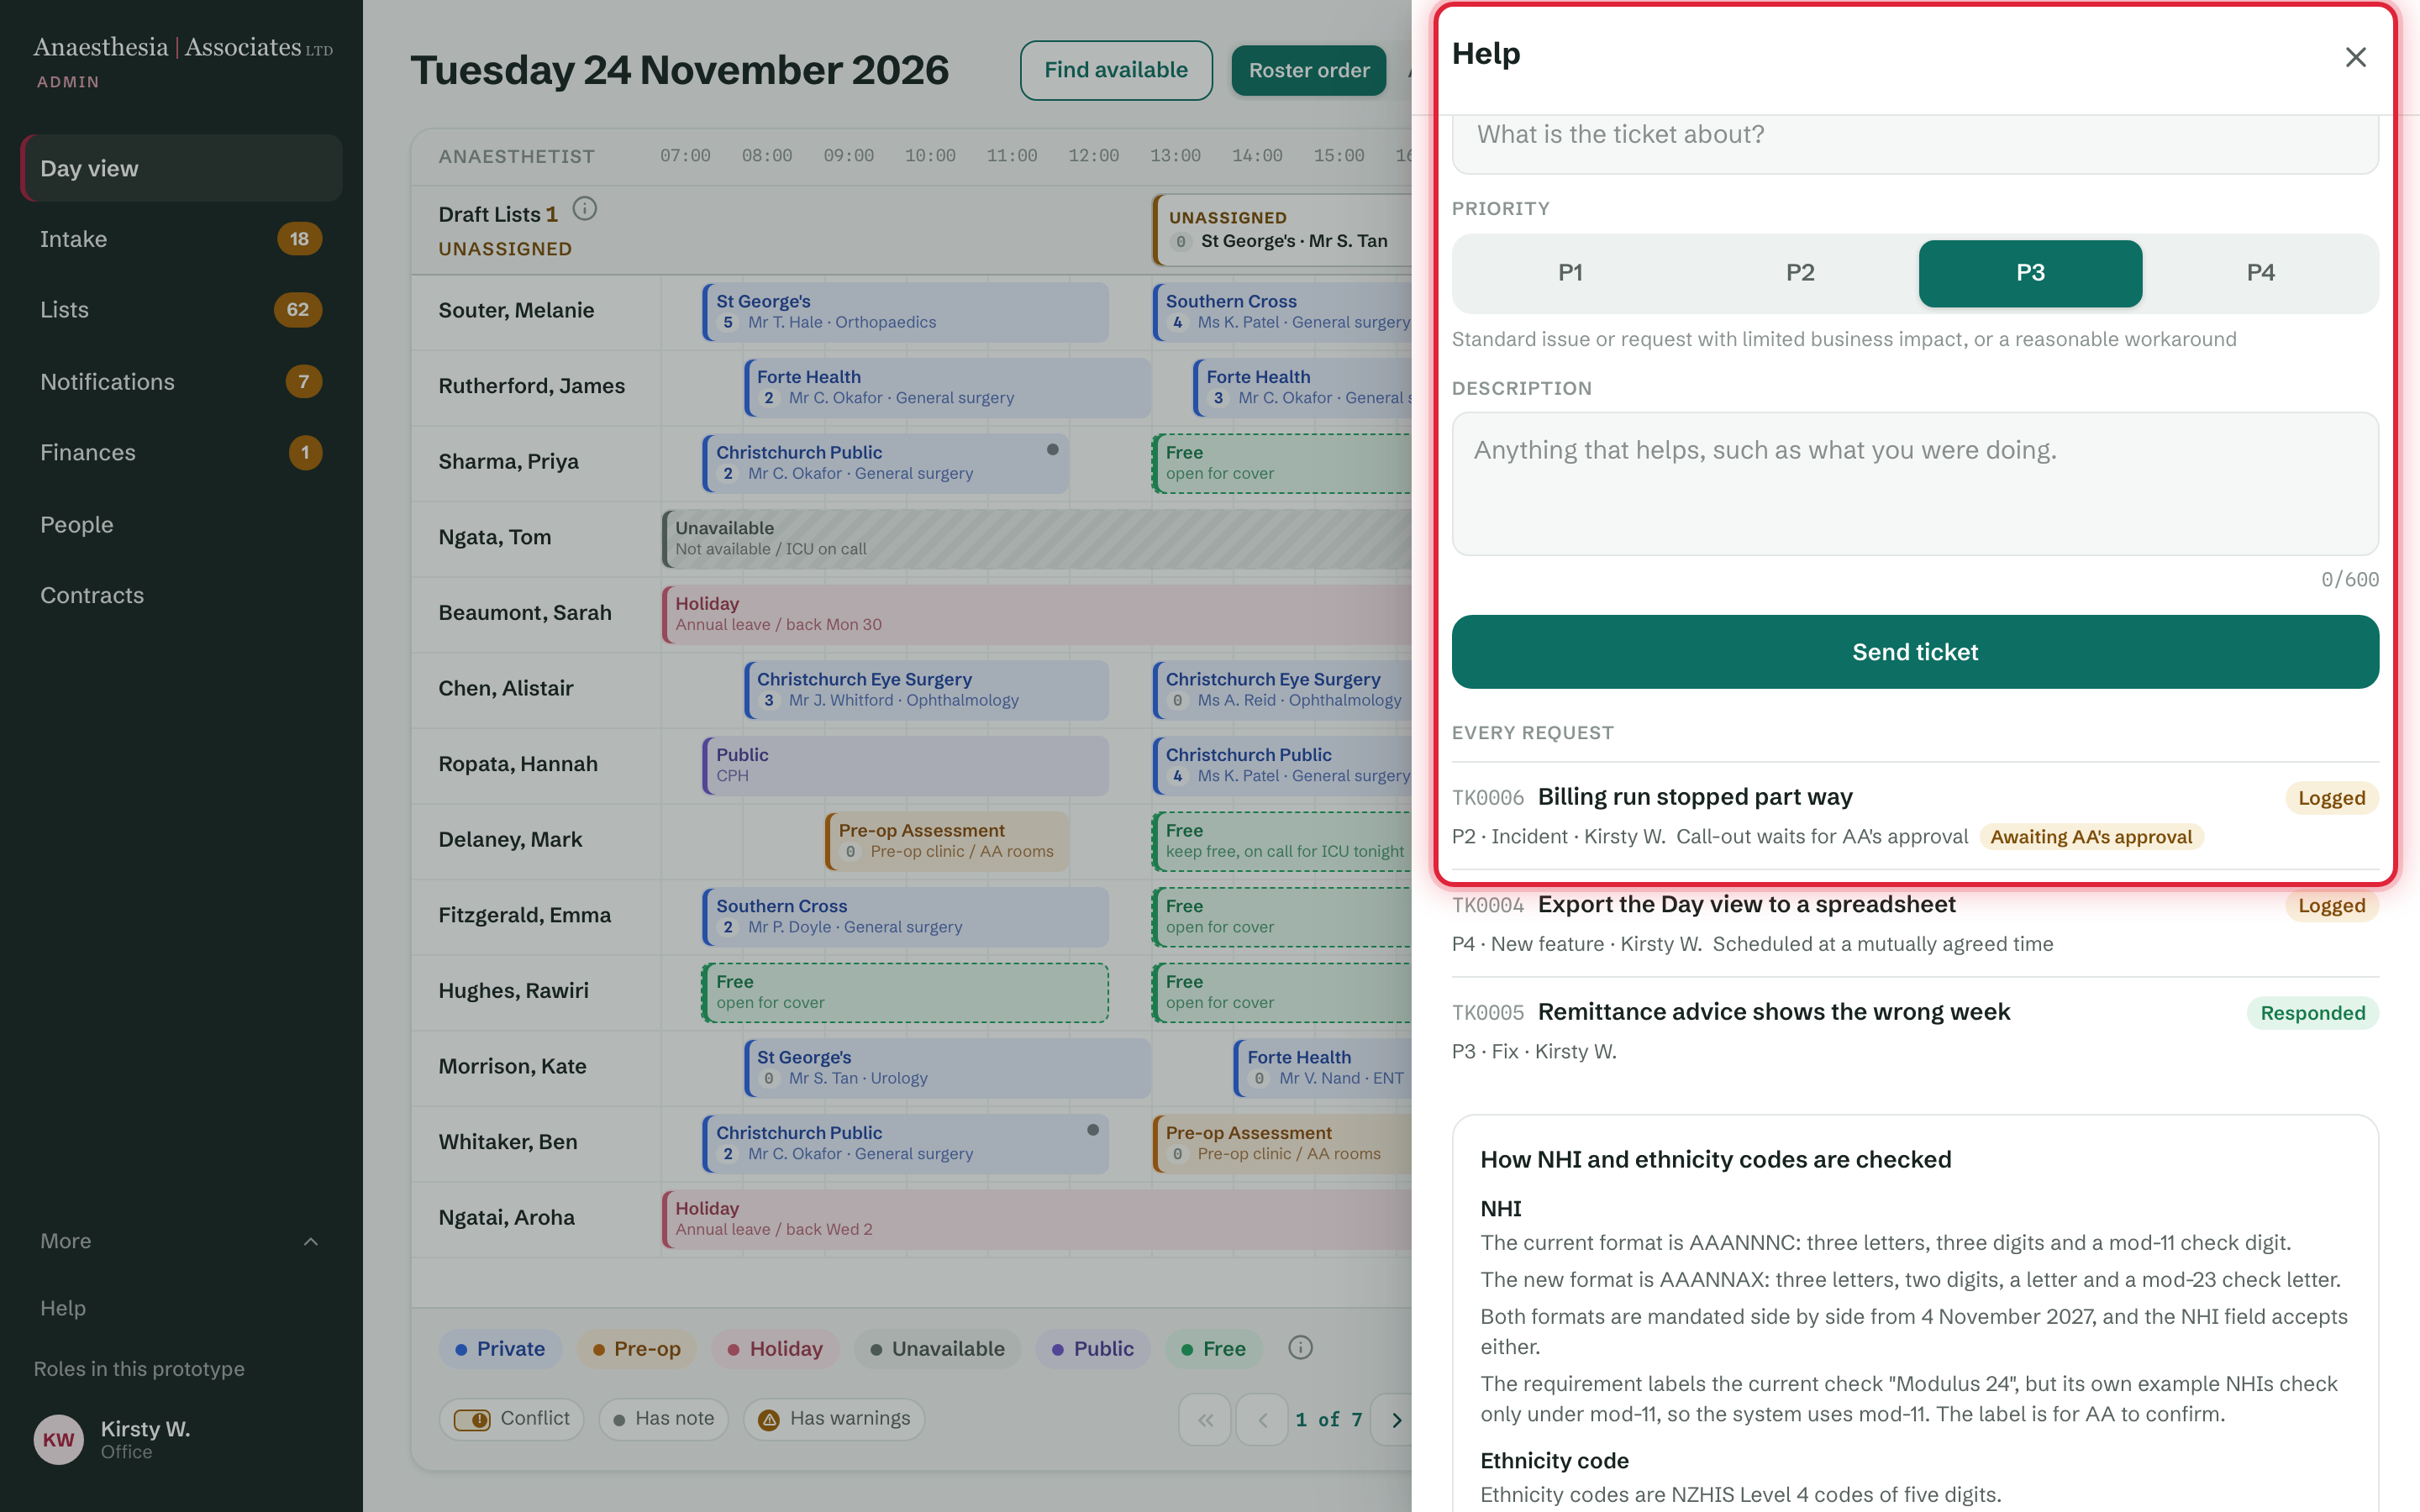 Anaesthesia | Associates LTD
ADMIN
Day view
Intake 18
Lists 62
Notifications 7
Finances 1
People
Contracts
More
Help
Roles in this prototype
KW Kirsty W.
Office
Tuesday 24 November 2026
Find available
Roster order
ANAESTHETIST 07:00 08:00 09:00 10:00 11:00 12:00 13:00 14:00 15:00 16
Draft Lists 1
UNASSIGNED
UNASSIGNED
0 St George's · Mr S. Tan
Souter, Melanie
St George's
5 Mr T. Hale · Orthopaedics
Southern Cross
4 Ms K. Patel · General surgery
Rutherford, James
Forte Health
2 Mr C. Okafor · General surgery
Forte Health
3 Mr C. Okafor · General s
Sharma, Priya
Christchurch Public
2 Mr C. Okafor · General surgery
Free
open for cover
Ngata, Tom
Unavailable
Not available / ICU on call
Beaumont, Sarah
Holiday
Annual leave / back Mon 30
Chen, Alistair
Christchurch Eye Surgery
3 Mr J. Whitford · Ophthalmology
Christchurch Eye Surgery
0 Ms A. Reid · Ophthalmology
Ropata, Hannah
Public
CPH
Christchurch Public
4 Ms K. Patel · General surgery
Delaney, Mark
Pre-op Assessment
0 Pre-op clinic / AA rooms
Free
keep free, on call for ICU tonight
Fitzgerald, Emma
Southern Cross
2 Mr P. Doyle · General surgery
Free
open for cover
Hughes, Rawiri
Free
open for cover
Free
open for cover
Morrison, Kate
St George's
0 Mr S. Tan · Urology
Forte Health
0 Mr V. Nand · ENT
Whitaker, Ben
Christchurch Public
2 Mr C. Okafor · General surgery
Pre-op Assessment
0 Pre-op clinic / AA rooms
Ngatai, Aroha
Holiday
Annual leave / back Wed 2
Private Pre-op Holiday Unavailable Public Free
Conflict Has note Has warnings
1 of 7
Help
What is the ticket about?
PRIORITY
P1 P2 P3 P4
Standard issue or request with limited business impact, or a reasonable workaround
DESCRIPTION
Anything that helps, such as what you were doing.
0/600
Send ticket
EVERY REQUEST
TK0006 Billing run stopped part way Logged
P2 · Incident · Kirsty W. Call-out waits for AA's approval Awaiting AA's approval
TK0004 Export the Day view to a spreadsheet Logged
P4 · New feature · Kirsty W. Scheduled at a mutually agreed time
TK0005 Remittance advice shows the wrong week Responded
P3 · Fix · Kirsty W.
How NHI and ethnicity codes are checked
NHI
The current format is AAANNNC: three letters, three digits and a mod-11 check digit.
The new format is AAANNAX: three letters, two digits, a letter and a mod-23 check letter.
Both formats are mandated side by side from 4 November 2027, and the NHI field accepts
either.
The requirement labels the current check "Modulus 24", but its own example NHIs check
only under mod-11, so the system uses mod-11. The label is for AA to confirm.
Ethnicity code
Ethnicity codes are NZHIS Level 4 codes of five digits.